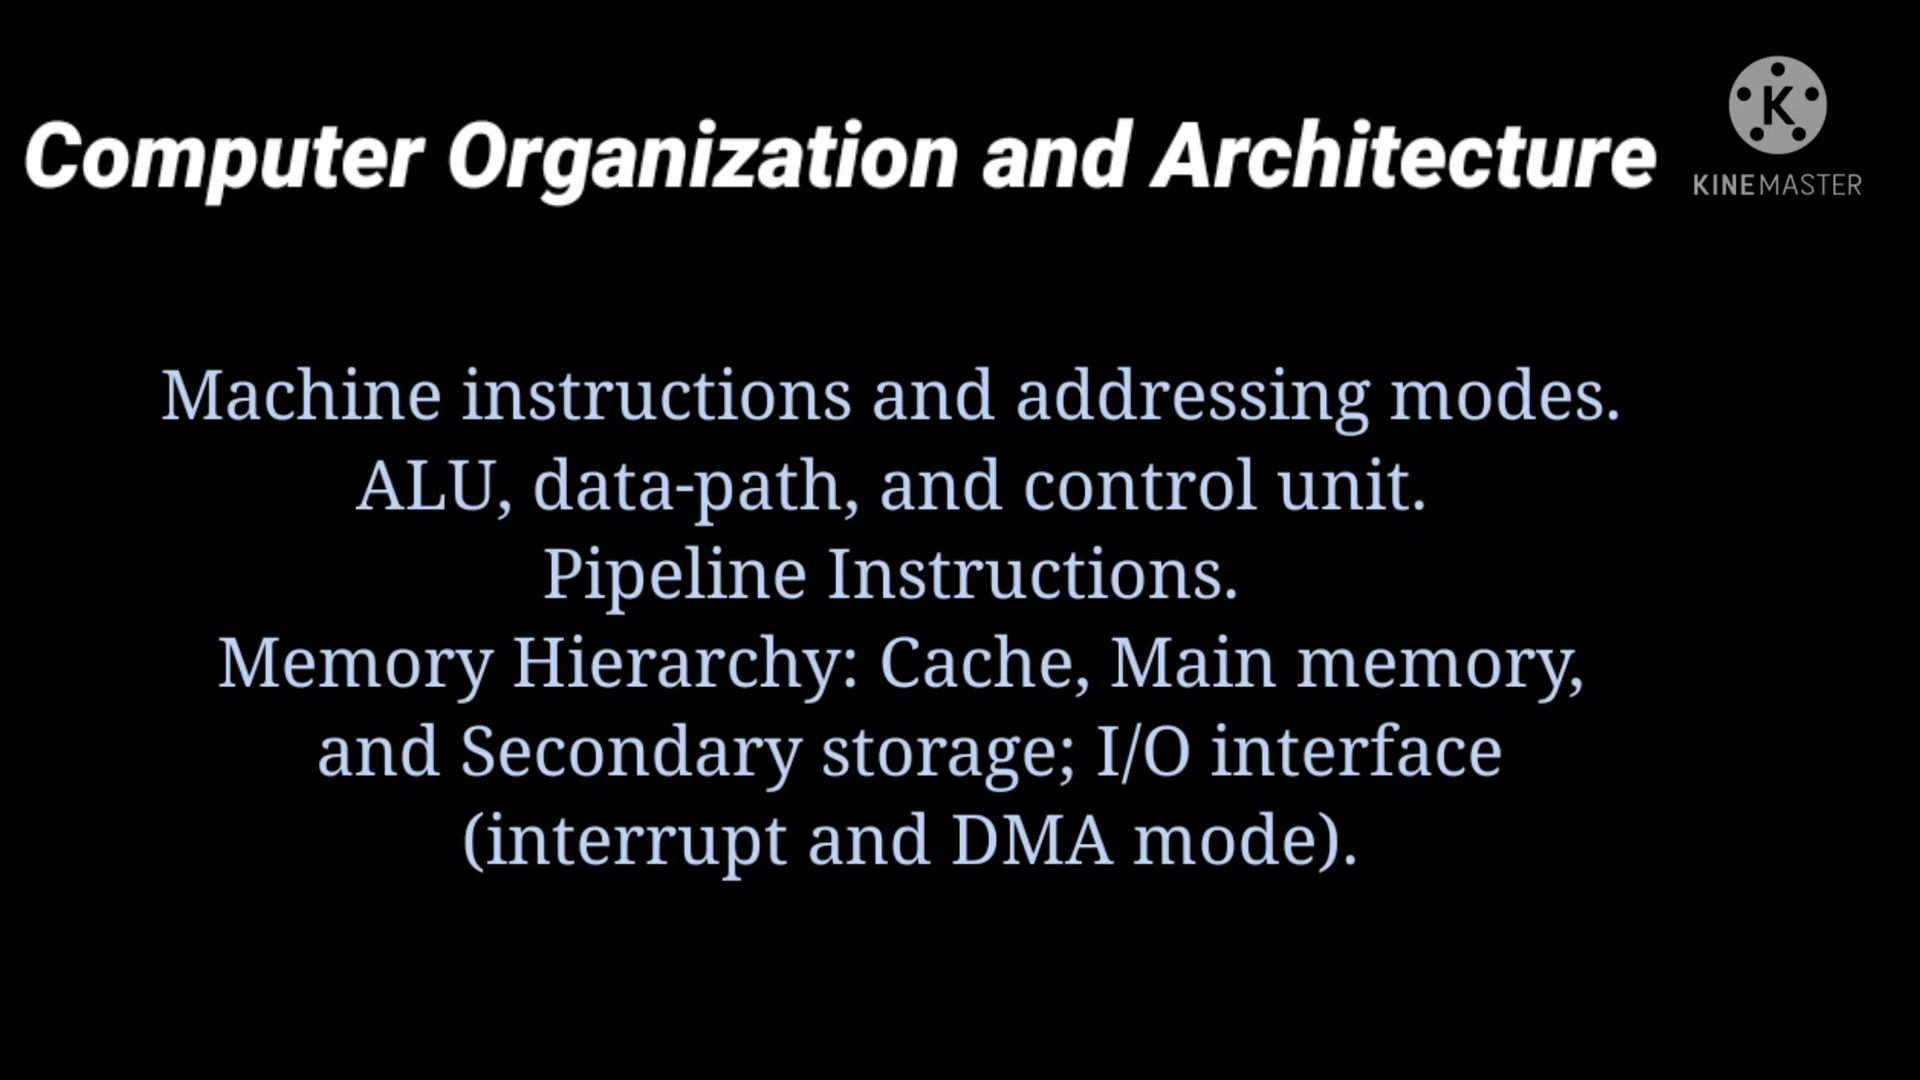 Computer Organization and Architecture
K
KINEMASTER
Machine instructions and addressing modes.
ALU, data-path, and control unit.
Pipeline Instructions.
Memory Hierarchy: Cache, Main memory,
and Secondary storage; I/O interface
(interrupt and DMA mode).